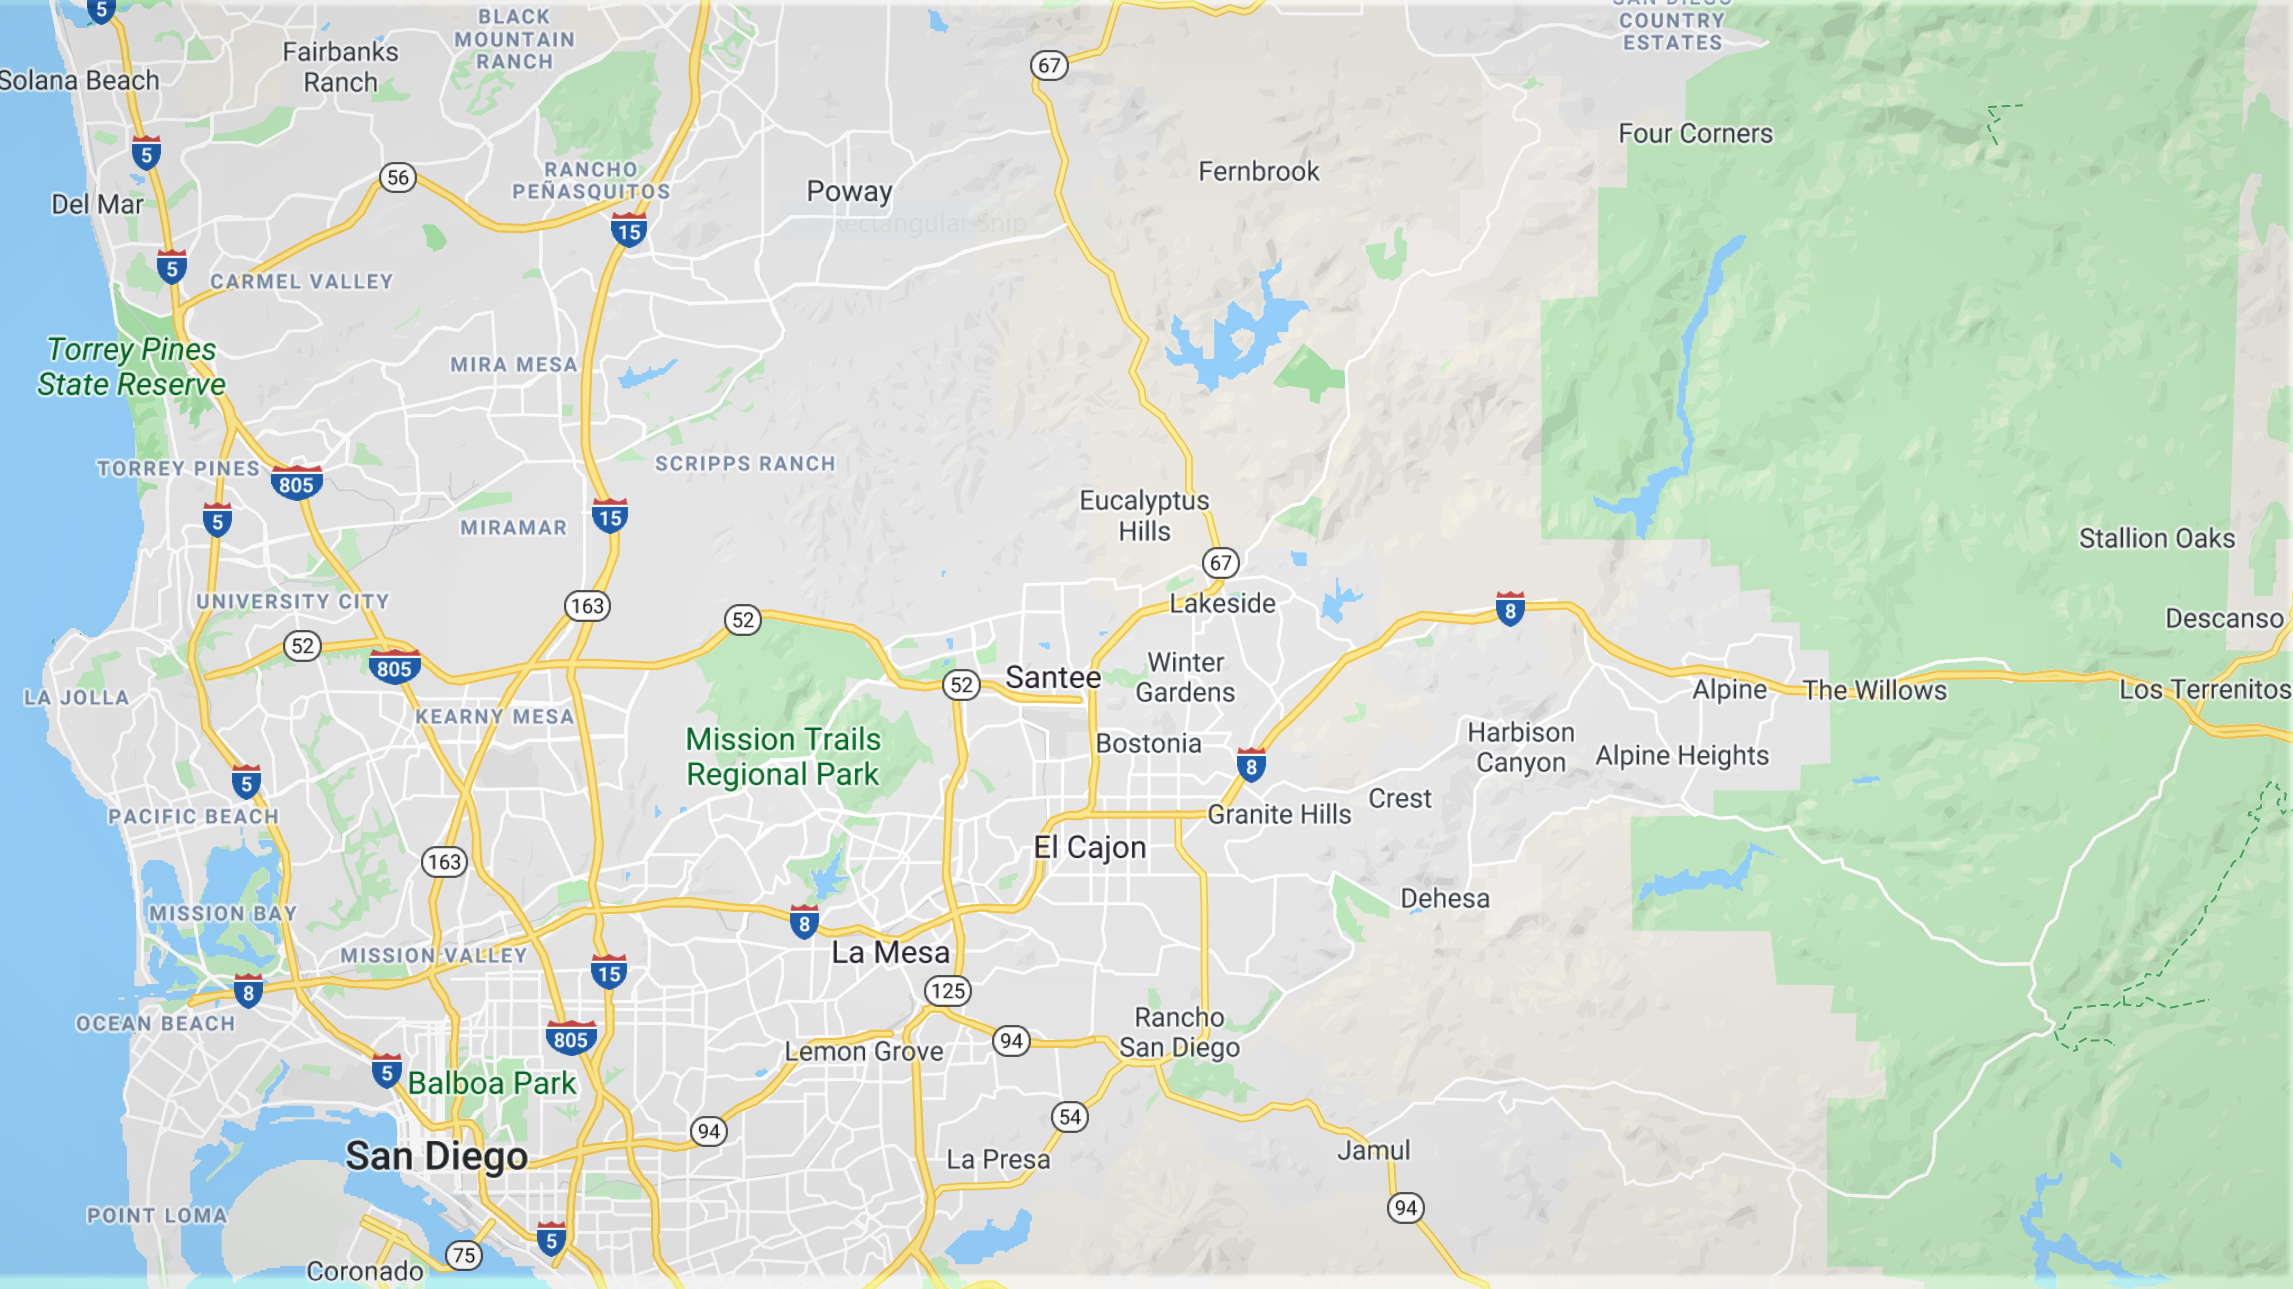 5
BLACK
MOUNTAIN
RANCH
67
COUNTRY
ESTATES
Fairbanks
Ranch
Solana Beach
Four Corners
5
RANCHO
PEÑASQUITOS
Fernbrook
56
Poway
Del Mar
Rectangular Snip
15
5
CARMEL VALLEY
Torrey Pines
State Reserve
MIRA MESA
TORREY PINES
805
SCRIPPS RANCH
Eucalyptus
Hills
5
MIRAMAR
15
Stallion Oaks
67
UNIVERSITY CITY
163
Lakeside
8
52
Descanso
52
805
Winter
Gardens
Santee
52
LA JOLLA
Alpine
The Willows
Los Terrenitos
KEARNY MESA
Mission Trails
Regional Park
Bostonia
Harbison
Canyon
Alpine Heights
8
5
PACIFIC BEACH
Granite Hills
Crest
El Cajon
163
Dehesa
MISSION BAY
8
MISSION VALLEY
La Mesa
15
8
125
OCEAN BEACH
Rancho
San Diego
805
Lemon Grove
94
5
Balboa Park
94
54
San Diego
La Presa
Jamul
POINT LOMA
94
5
75
Coronado